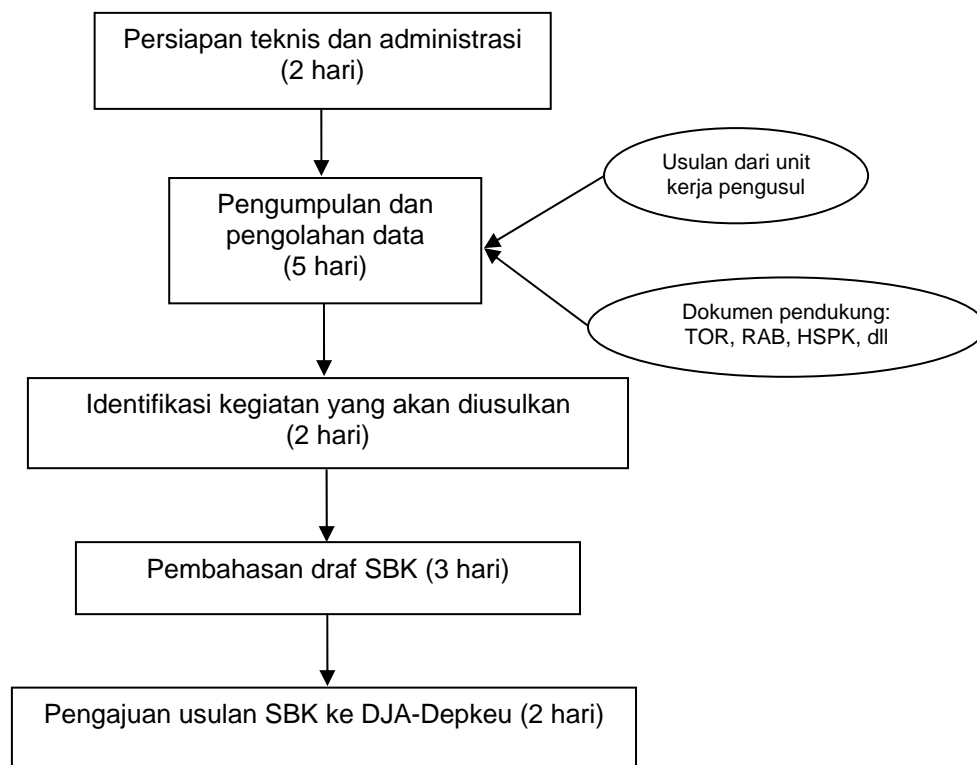 Persiapan teknis dan administrasi
(2 hari)
Usulan dari unit
kerja pengusul
Pengumpulan dan
pengolahan data
(5 hari)
Dokumen pendukung:
TOR, RAB, HSPK, dll
Identifikasi kegiatan yang akan diusulkan
(2 hari)
Pembahasan draf SBK (3 hari)
Pengajuan usulan SBK ke DJA-Depkeu (2 hari)